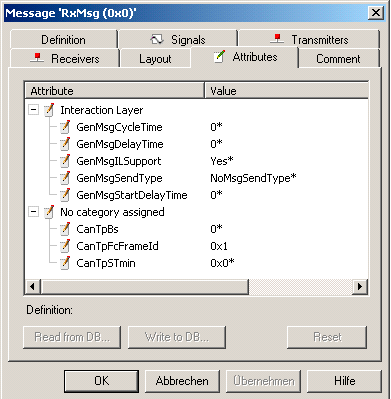 Message 'RxMsg (0x0)'
Definition Signals Transmitters
Receivers Layout Attributes Comment
Attribute Value
Interaction Layer
GenMsgCycleTime 0*
GenMsgDelayTime 0*
GenMsgILSupport Yes*
GenMsgSendType NoMsgSendType*
GenMsgStartDelayTime 0*
No category assigned
CanTpBs 0*
CanTpFcFrameId 0x1
CanTpSTmin 0x0*
Definition:
Read from DB... Write to DB... Reset
OK Abbrechen Übernehmen Hilfe